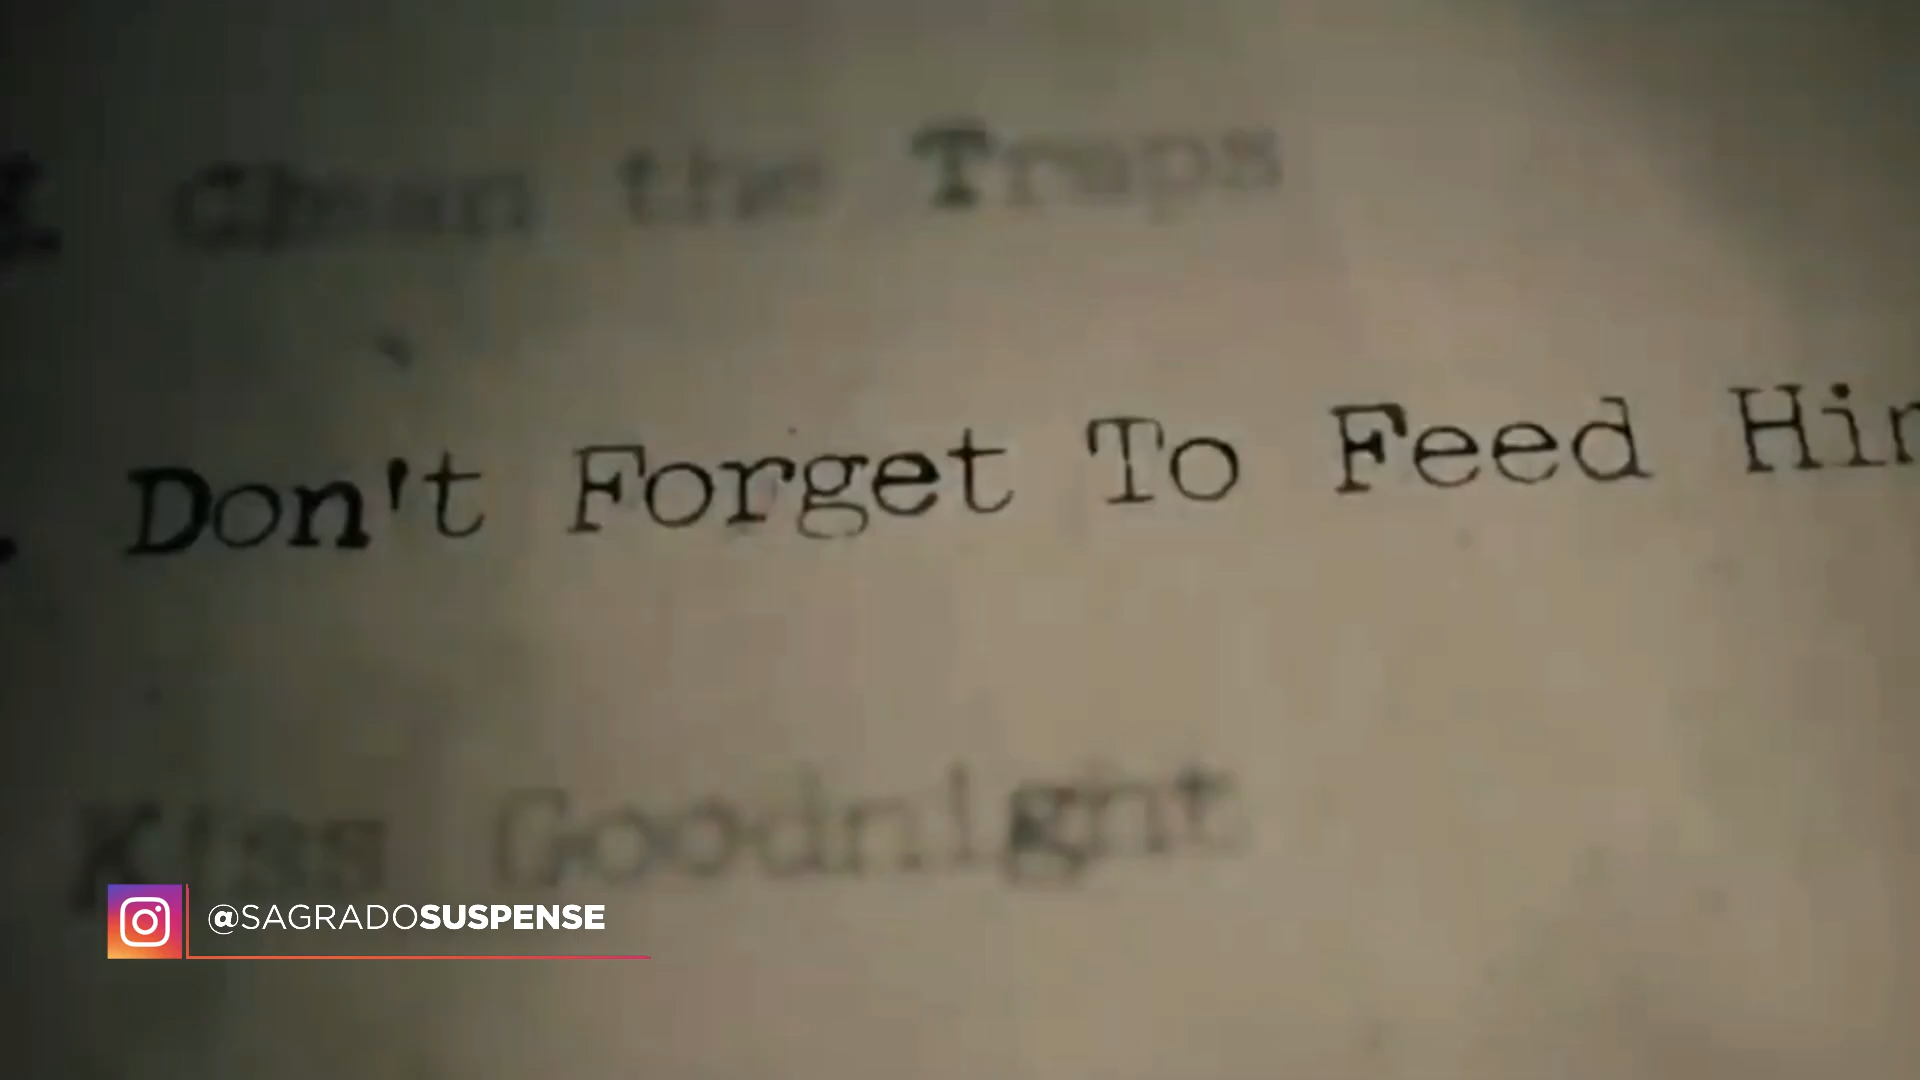 Clean the Traps
Don't Forget To Feed Hi
Kiss Goodnight
@SAGRADOSUSPENSE